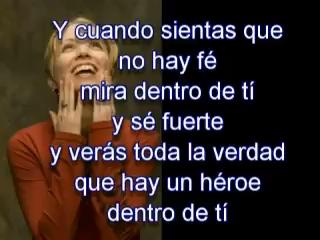 Y cuando sientas que
no hay fé
mira dentro de tí
y sé fuerte
y verás toda la verdad
que hay un héroe
dentro de tí